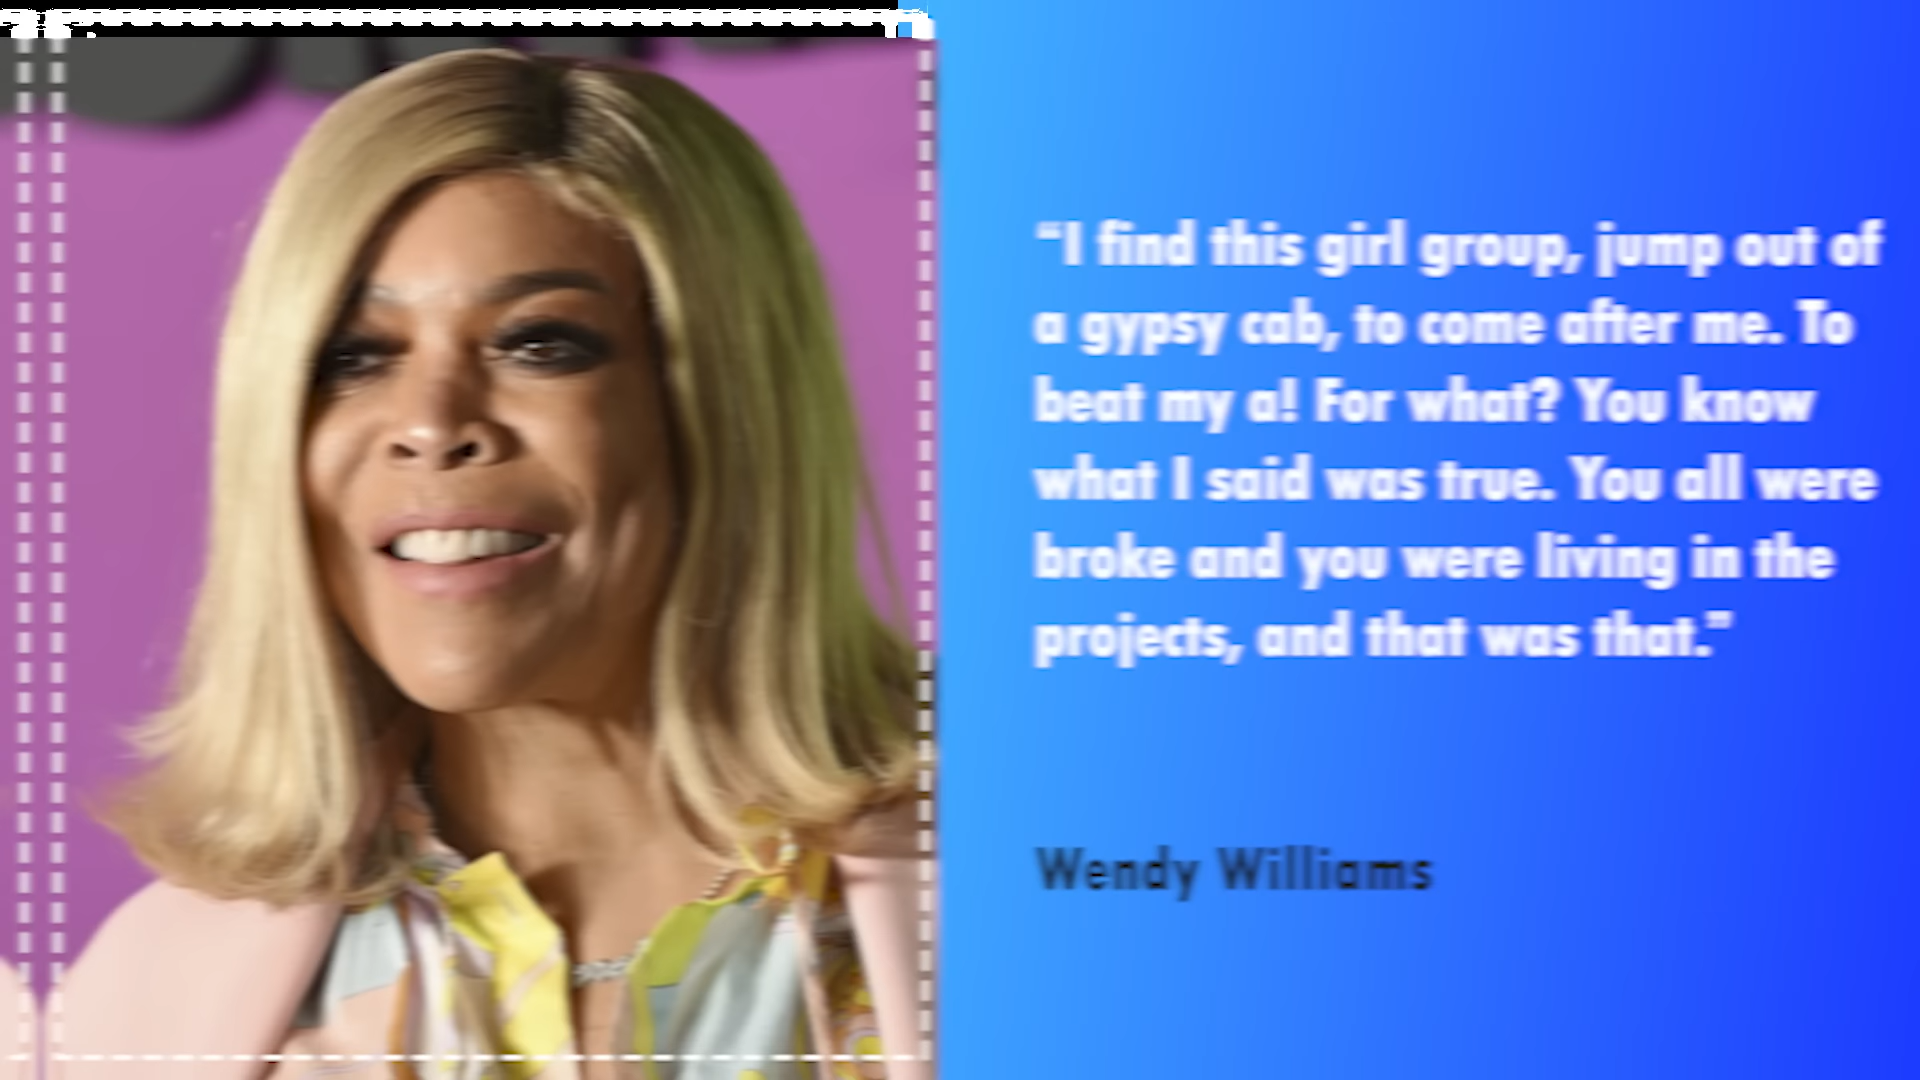 “I find this girl group, jump out of
a gypsy cab, to come after me. To
beat my a! For what? You know
what I said was true. You all were
broke and you were living in the
projects, and that was that.”
Wendy Williams